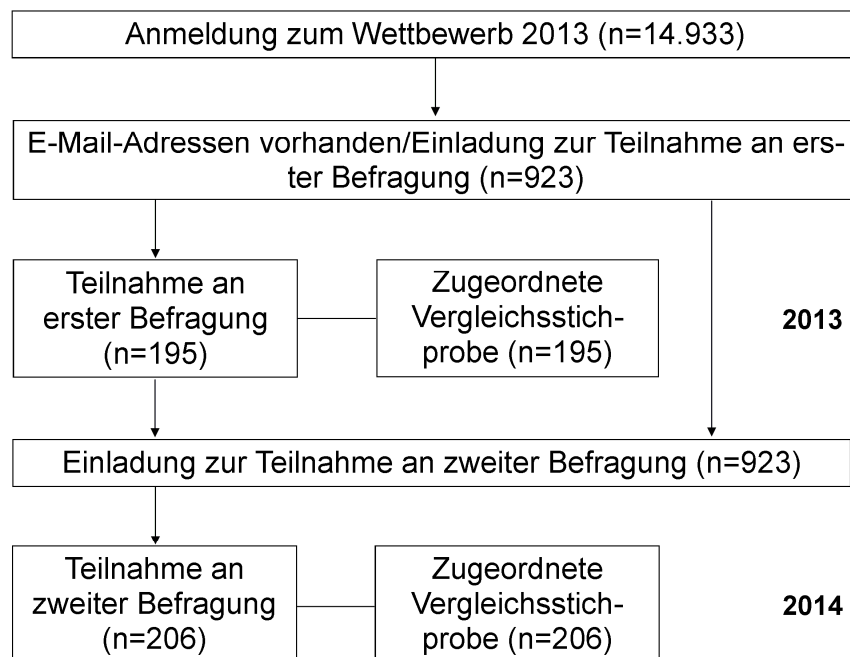 Anmeldung zum Wettbewerb 2013 (n=14.933)
E-Mail-Adressen vorhanden/Einladung zur Teilnahme an ers-
ter Befragung (n=923)
Teilnahme an
erster Befragung
(n=195)
Zugeordnete
Vergleichsstich-
probe (n=195)
2013
Einladung zur Teilnahme an zweiter Befragung (n=923)
Teilnahme an
zweiter Befragung
(n=206)
Zugeordnete
Vergleichsstich-
probe (n=206)
2014